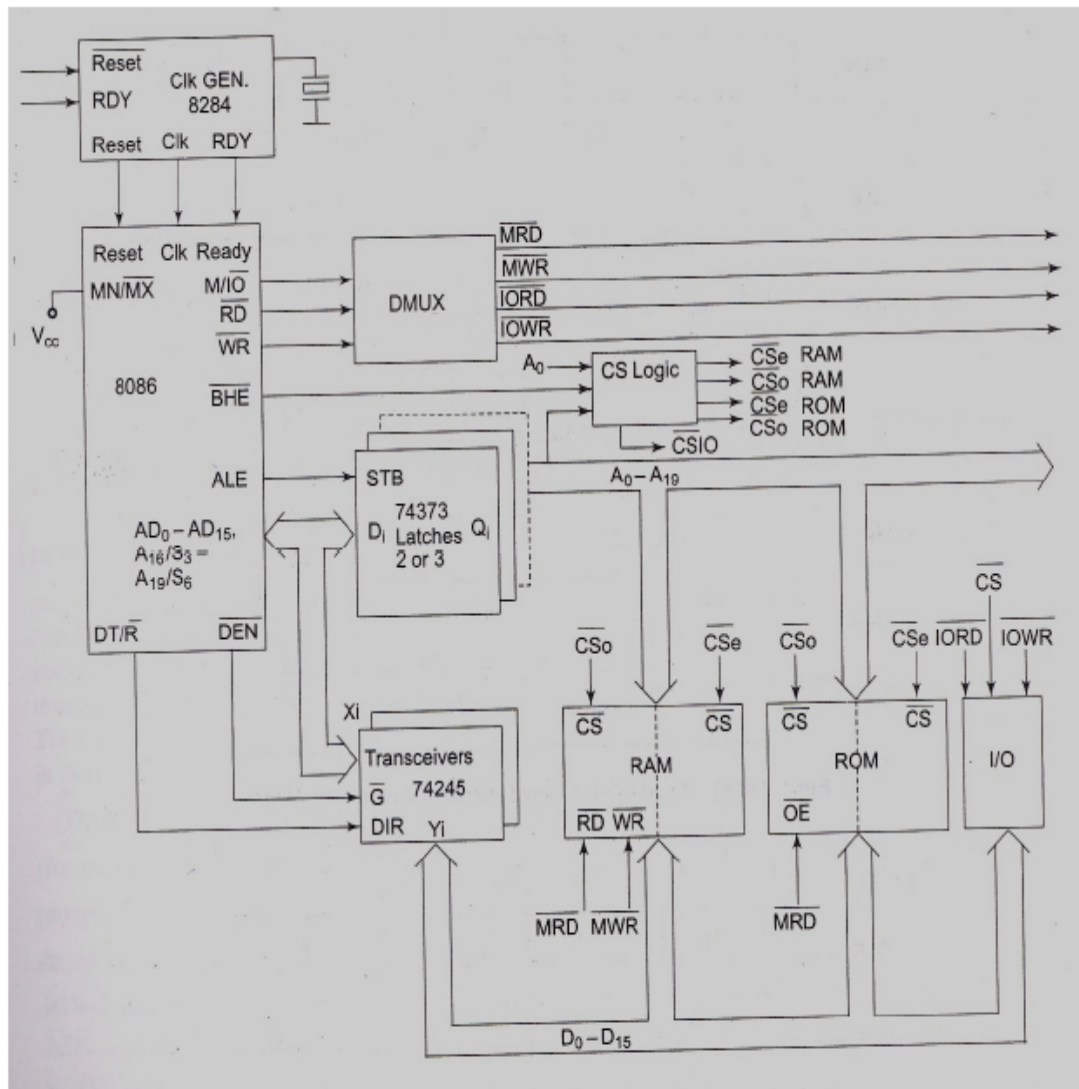 Reset
Clk GEN.
8284
RDY
Reset Clk RDY
Reset Clk Ready
MN/MX
M/IO
RD
WR
VCC
8086
BHE
ALE
AD0–AD15,
A16/S3 =
A19/S6
DT/R
DEN
DMUX
MRD
MWR
IORD
IOWR
A0
CS Logic
CSe RAM
CSo RAM
CSe ROM
CSo ROM
CSIO
A0–A19
STB
74373
Di Latches Qi
2 or 3
Xi
Transceivers
74245
G
DIR Yi
CSo
CSe
CSo
CSe
IORD
CS
IOWR
CS
CS
RAM
RD WR
CS
CS
ROM
OE
I/O
MRD MWR
MRD
D0–D15